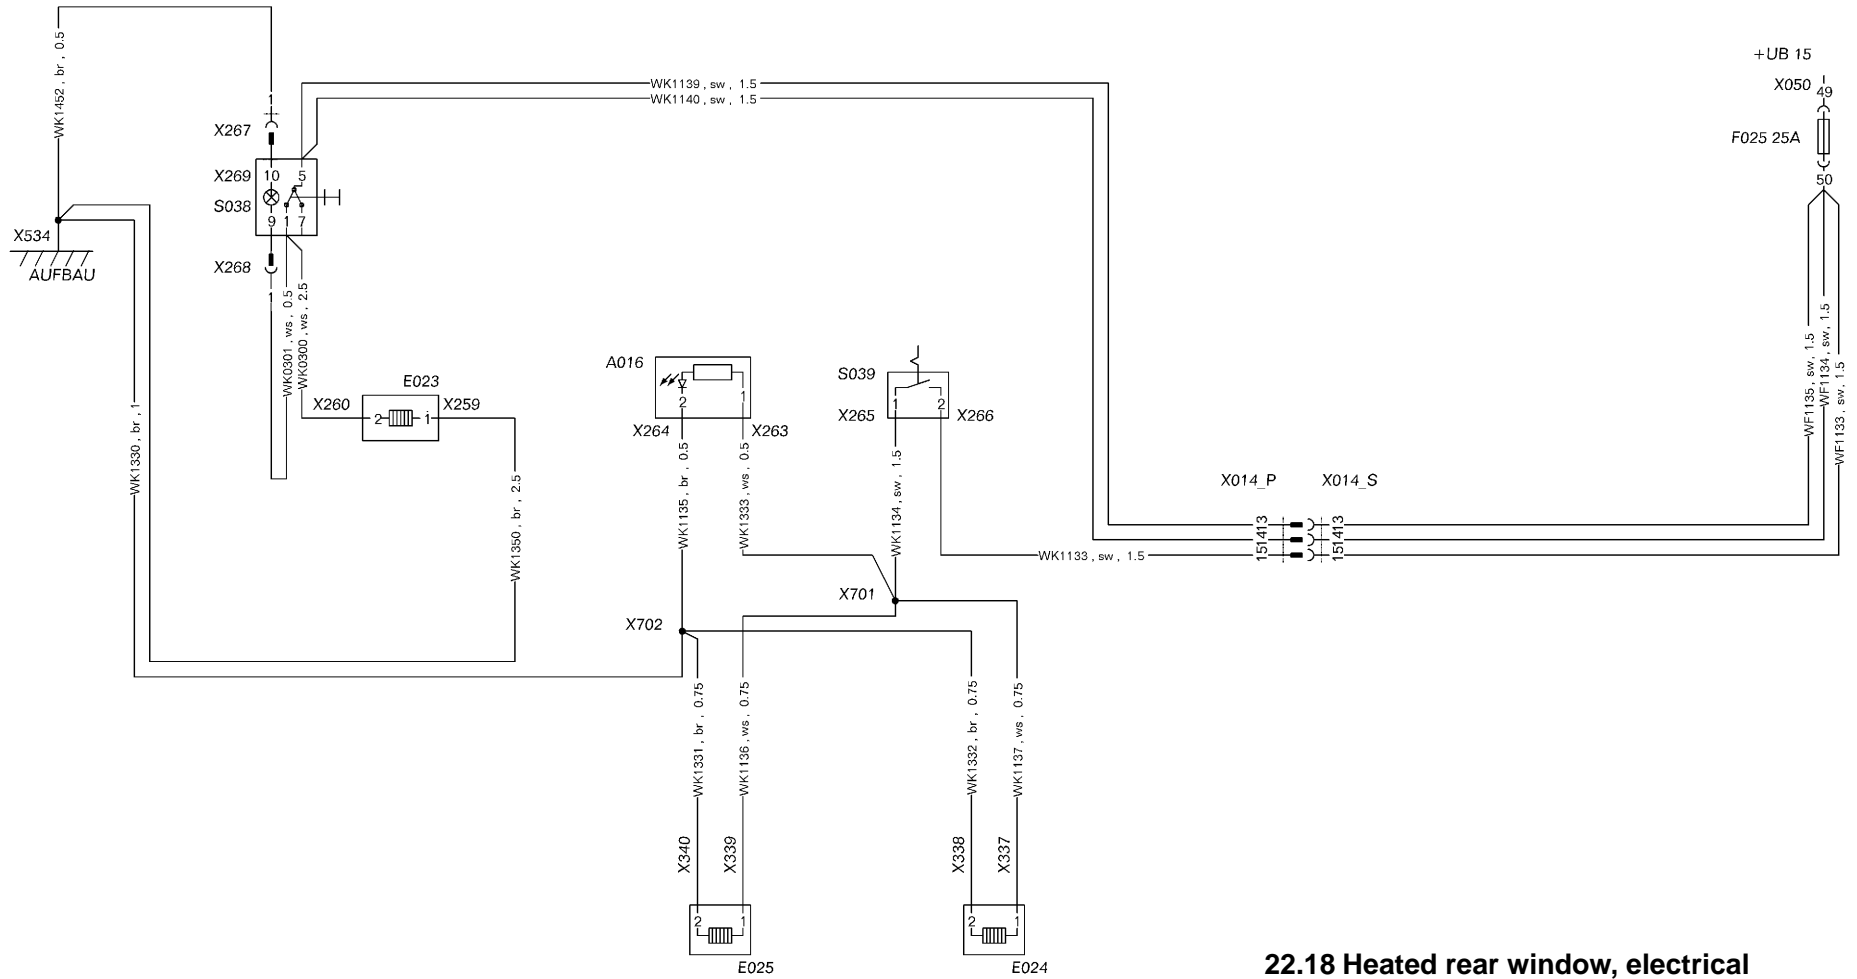 +UB 15
X050
49
F025 25A
50
WK1452 , br , 0.5
WK1139 , sw , 1.5
WK1140 , sw , 1.5
1
X267
X269
10 5
S038
9 1 7
X268
1
X534
AUFBAU
WK0301 , ws , 0.5
WK0300 , ws , 2.5
WF1135 , sw , 1.5
WF1134 , sw , 1.5
WF1133 , sw , 1.5
A016
2
1
X264
X263
S039
1
2
X265
X266
E023
X260
2
1
X259
WK1330 , br , 1
WK1350 , br , 2.5
WK1135 , br , 0.5
WK1333 , ws , 0.5
WK1134 , sw , 1.5
X014_P
X014_S
151413
151413
WK1133 , sw , 1.5
X701
X702
WK1331 , br , 0.75
WK1136 , ws , 0.75
WK1332 , br , 0.75
WK1137 , ws , 0.75
X340
X339
X338
X337
2
1
2
1
E025
E024
22.18 Heated rear window, electrical